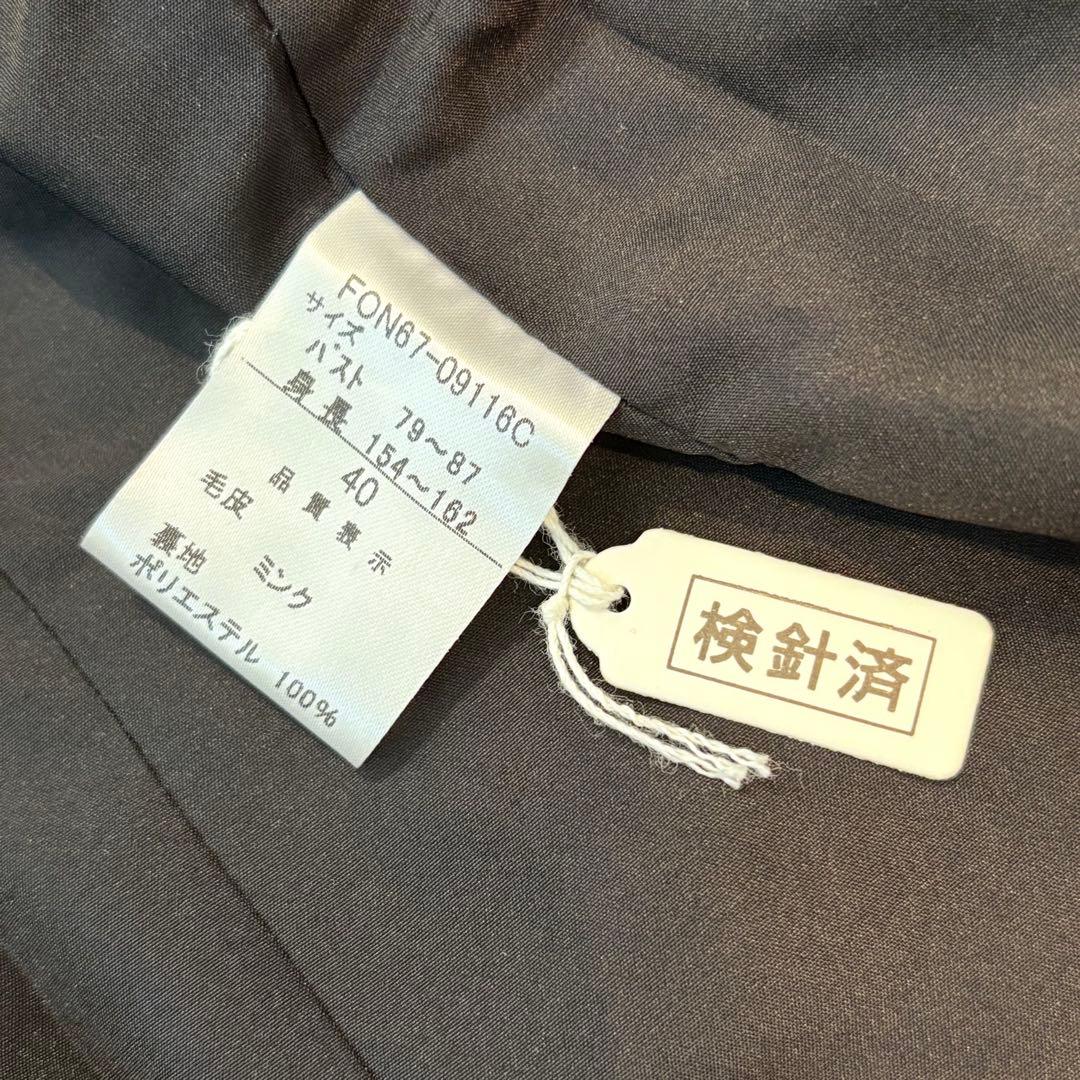 FON67-09116C
サイズ
バスト 79～87
身長 154～162
40
品質表示
毛皮 ミンク
裏地
ポリエステル 100%
検針済